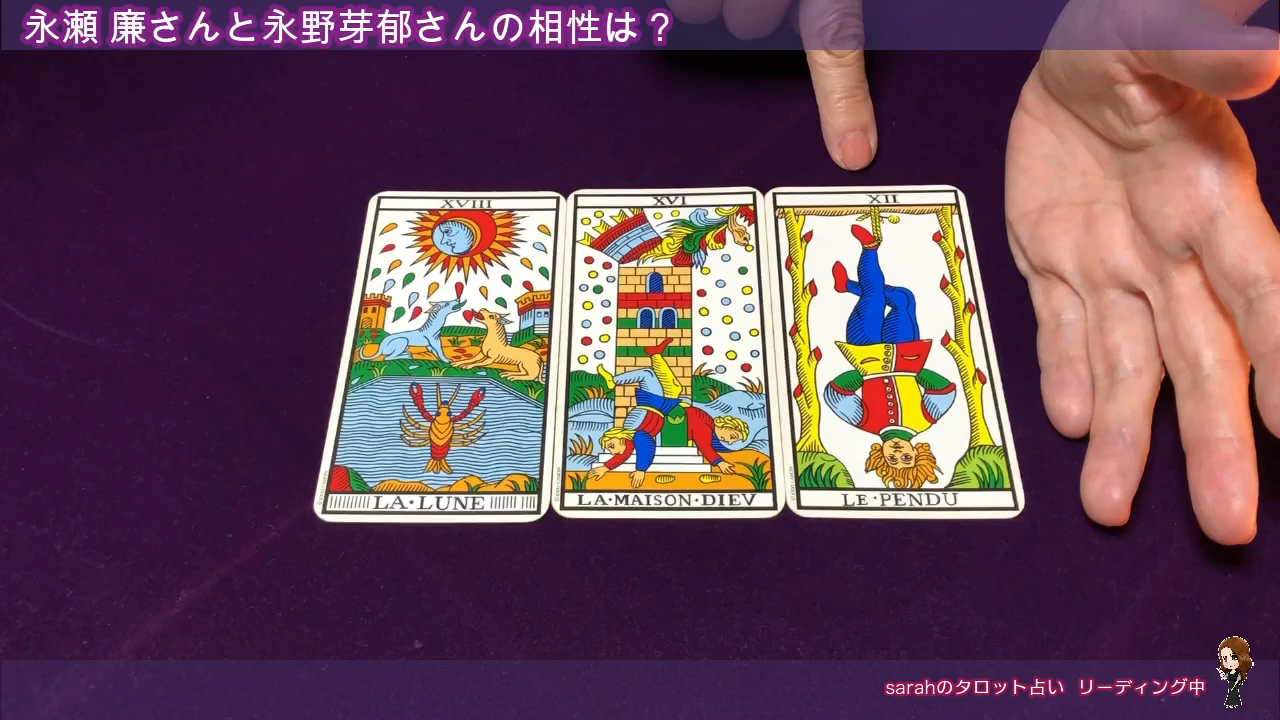 永瀬 廉さんと永野芽郁さんの相性は？
XVIII
XVI
XII
LA·LUNE
LA·MAISON·DIEV
LE·PENDU
sarahのタロット占い リーディング中